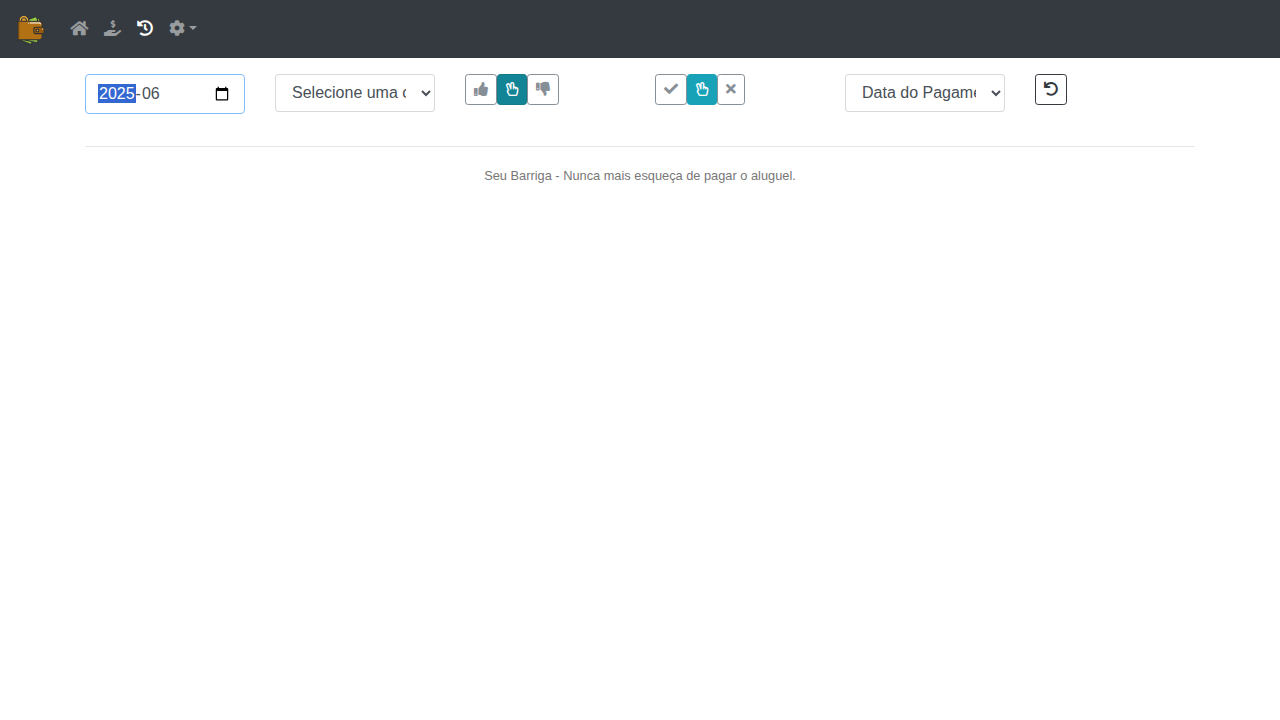 2025-06
Selecione uma c
Data do Pagame
Seu Barriga - Nunca mais esqueça de pagar o aluguel.